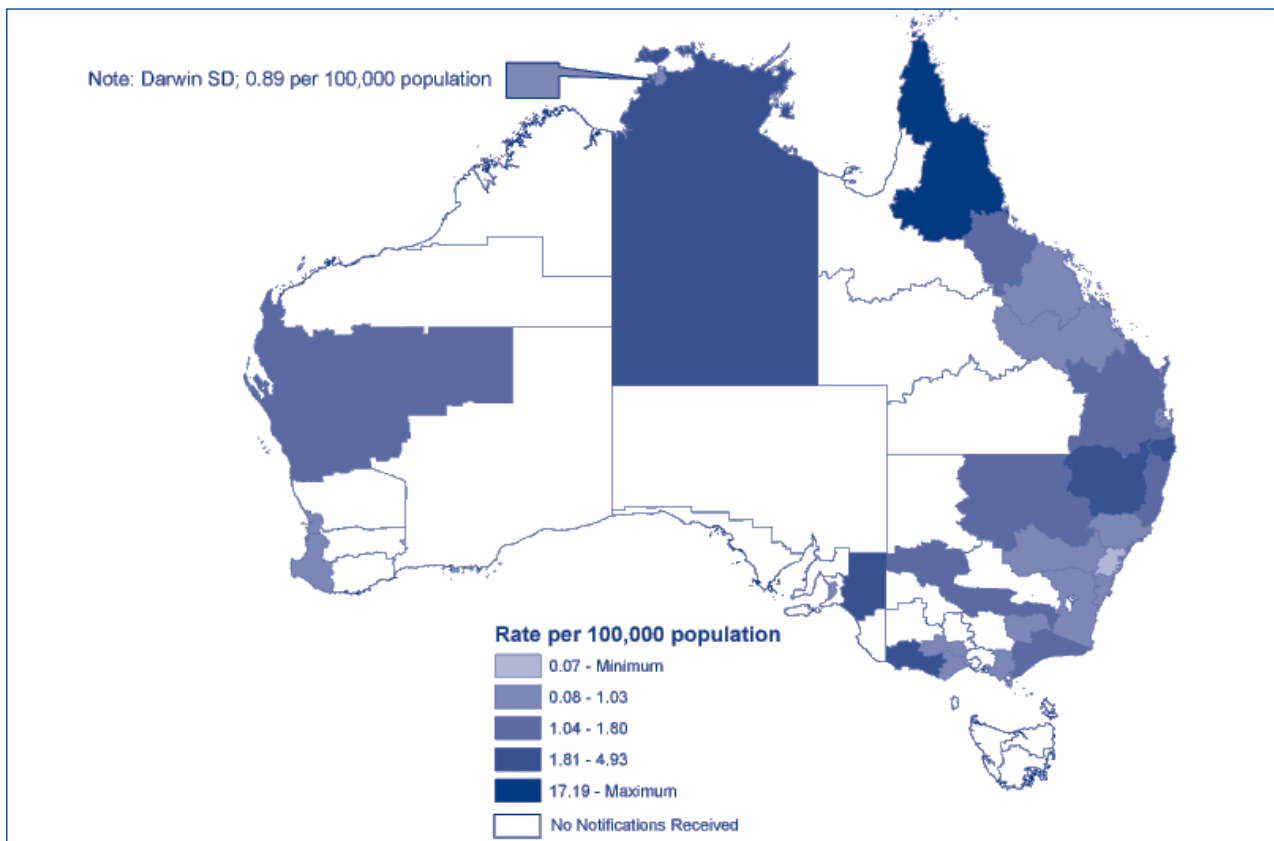 Note: Darwin SD; 0.89 per 100,000 population
Rate per 100,000 population
0.07 - Minimum
0.08 - 1.03
1.04 - 1.80
1.81 - 4.93
17.19 - Maximum
No Notifications Received